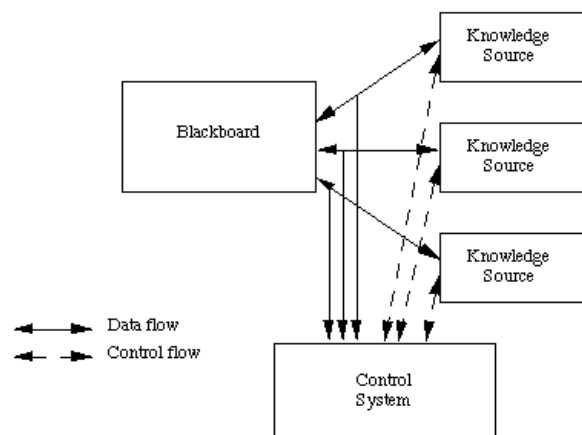 Knowledge
Source
Blackboard
Knowledge
Source
Knowledge
Source
Data flow
Control flow
Control
System